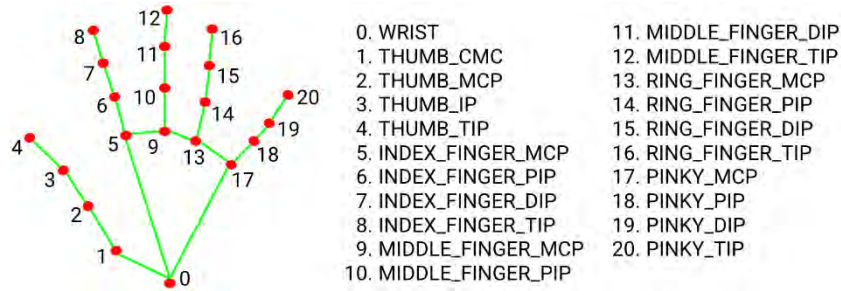 12
8
16
11
7
15
10
20
6
14
19
4
5
9
13
18
3
17
2
1
0
0. WRIST
1. THUMB_CMC
2. THUMB_MCP
3. THUMB_IP
4. THUMB_TIP
5. INDEX_FINGER_MCP
6. INDEX_FINGER_PIP
7. INDEX_FINGER_DIP
8. INDEX_FINGER_TIP
9. MIDDLE_FINGER_MCP
10. MIDDLE_FINGER_PIP
11. MIDDLE_FINGER_DIP
12. MIDDLE_FINGER_TIP
13. RING_FINGER_MCP
14. RING_FINGER_PIP
15. RING_FINGER_DIP
16. RING_FINGER_TIP
17. PINKY_MCP
18. PINKY_PIP
19. PINKY_DIP
20. PINKY_TIP